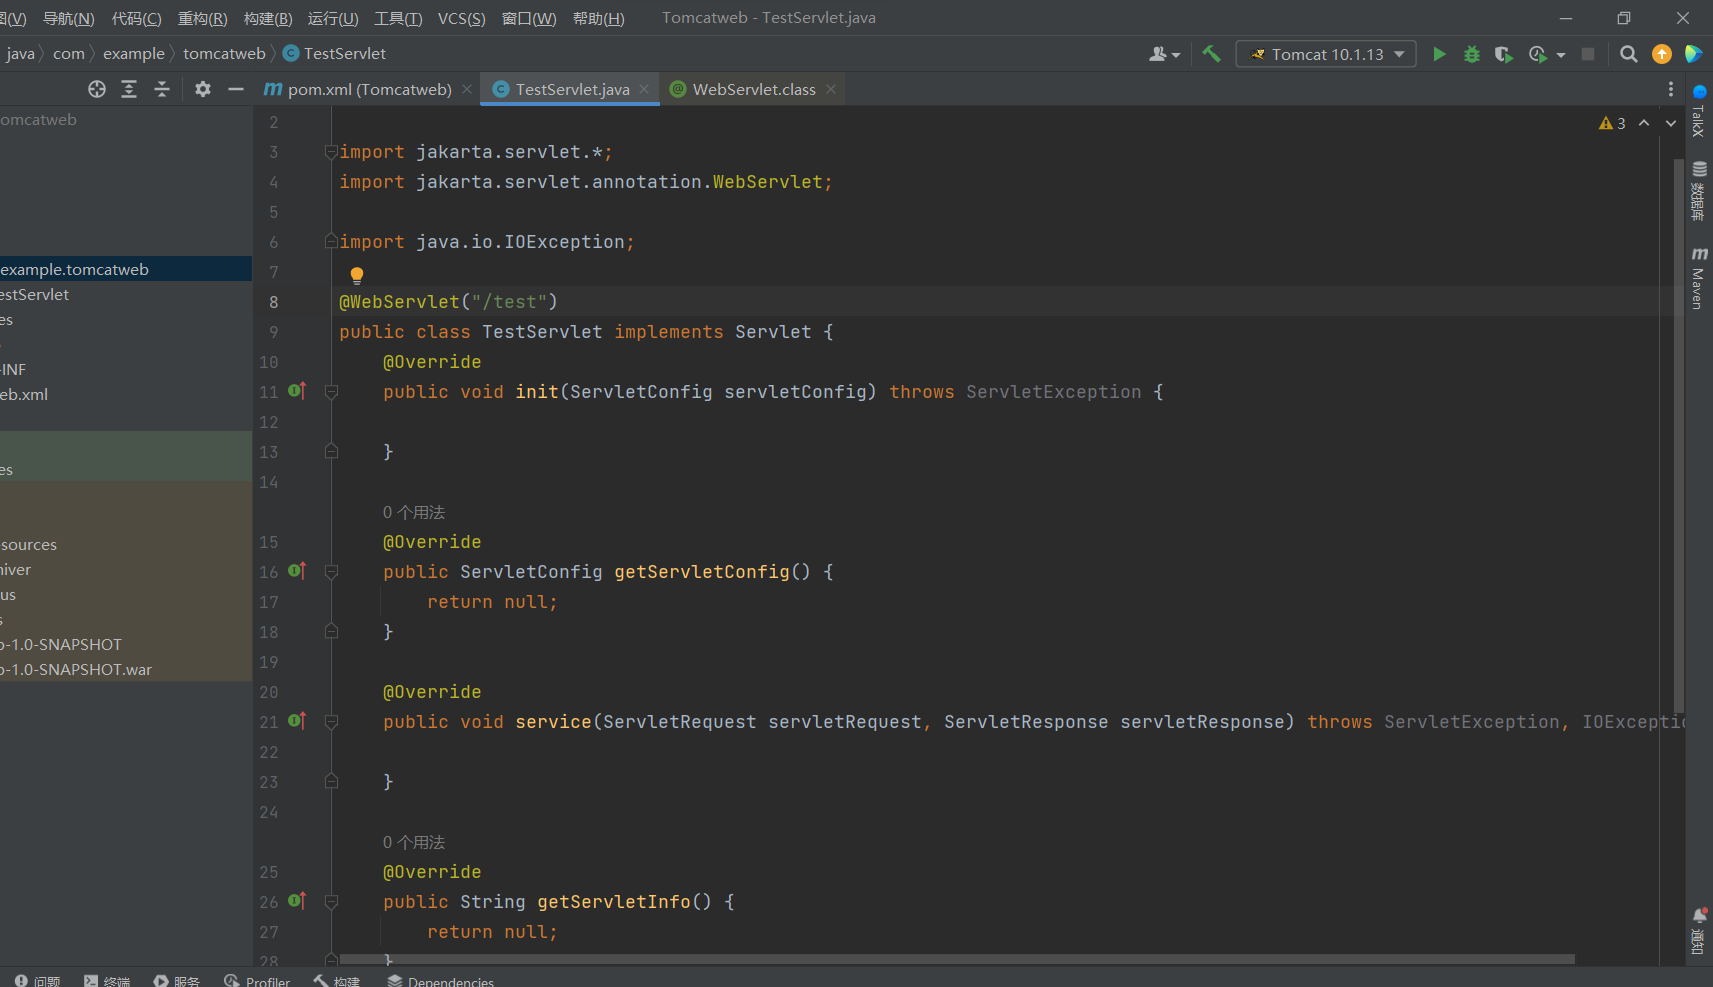 图(V) 导航(N) 代码(C) 重构(R) 构建(B) 运行(U) 工具(T) VCS(S) 窗口(W) 帮助(H) Tomcatweb - TestServlet.java
java com example tomcatweb TestServlet Tomcat 10.1.13
pom.xml (Tomcatweb) TestServlet.java WebServlet.class
omcatweb
example.tomcatweb
estServlet
es
-INF
eb.xml
es
sources
niver
us
s
-1.0-SNAPSHOT
-1.0-SNAPSHOT.war
3
2
3 import jakarta.servlet.*;
4 import jakarta.servlet.annotation.WebServlet;
5
6 import java.io.IOException;
7
8 @WebServlet("/test")
9 public class TestServlet implements Servlet {
10 @Override
11 public void init(ServletConfig servletConfig) throws ServletException {
12
13 }
14
0 个用法
15 @Override
16 public ServletConfig getServletConfig() {
17 return null;
18 }
19
20 @Override
21 public void service(ServletRequest servletRequest, ServletResponse servletResponse) throws ServletException, IOExceptio
22
23 }
24
0 个用法
25 @Override
26 public String getServletInfo() {
27 return null;
28 }
TalkX
数据库
Maven
通知
问题 终端 服务 Profiler 构建 Dependencies